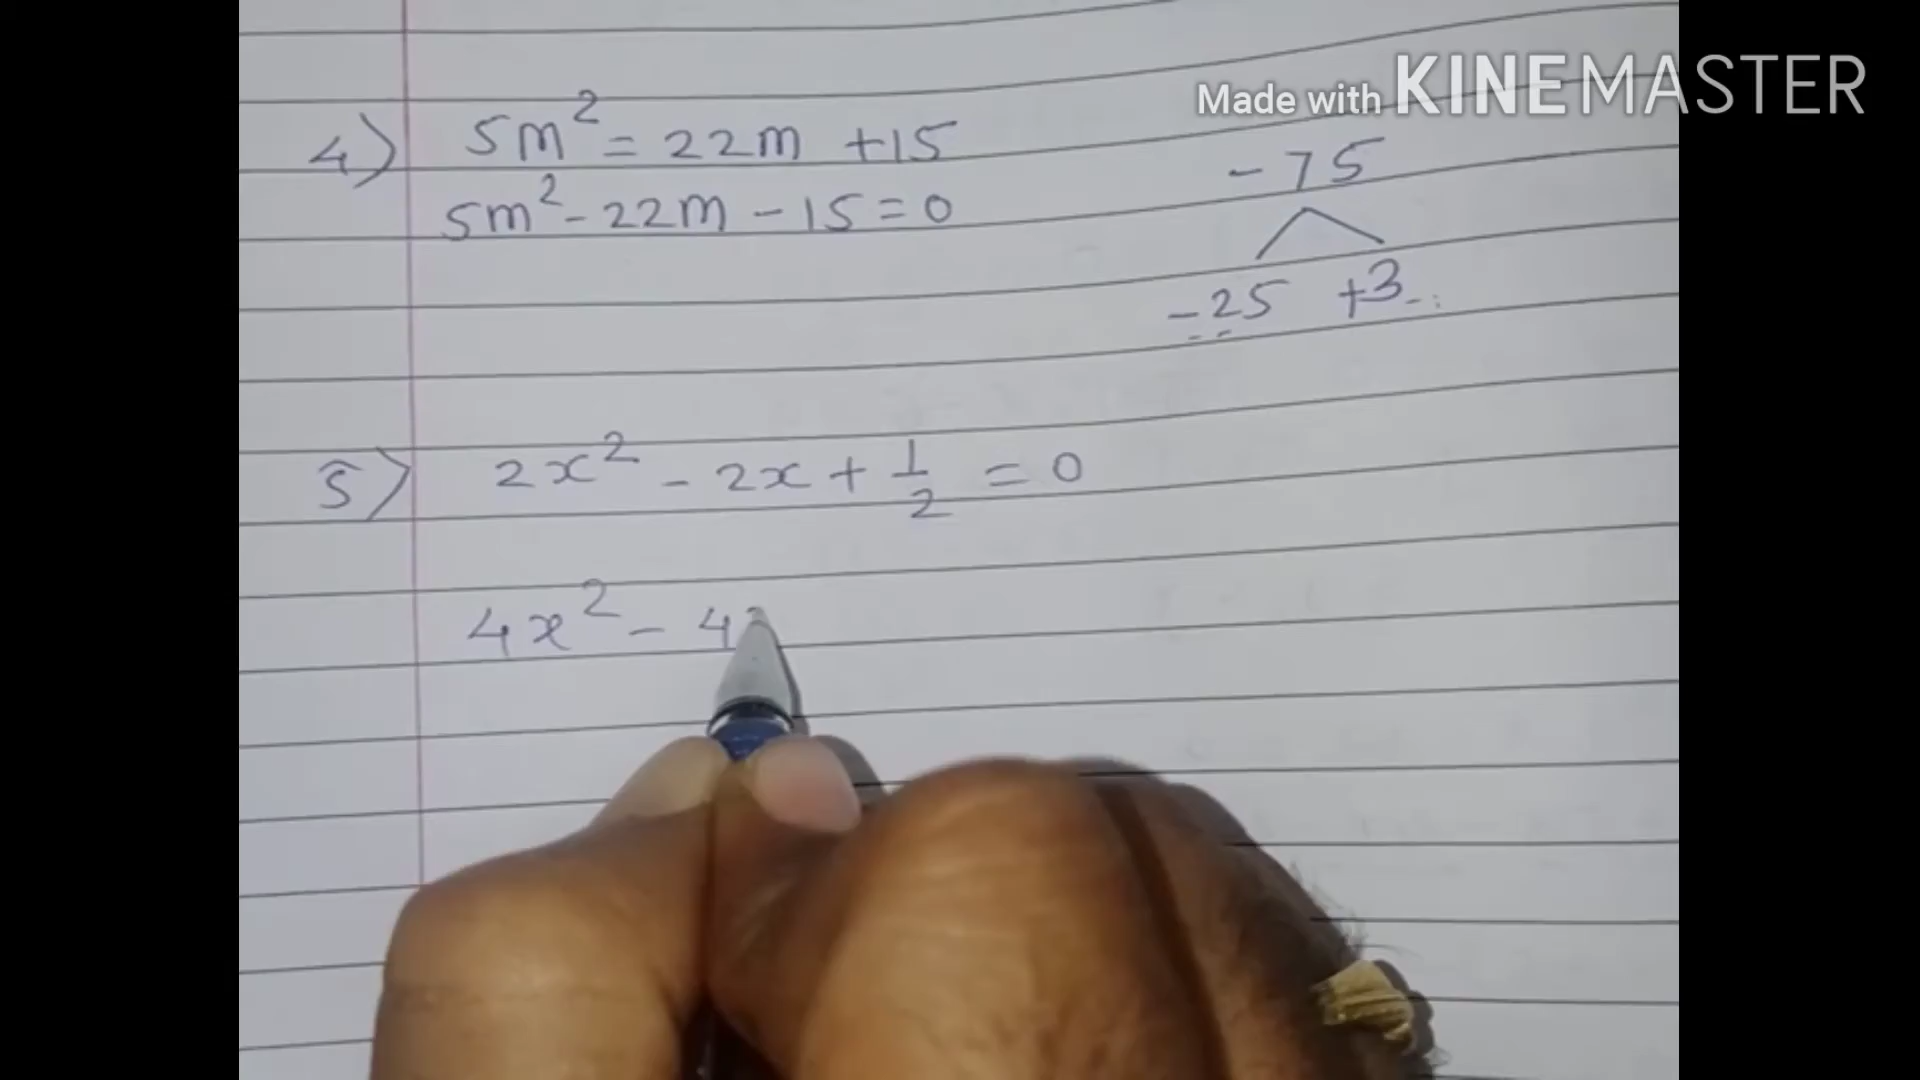 Made with KINEMASTER
4) 5m² = 22m +15
5m² - 22m - 15 = 0
-75
-25 +3
5) 2x² - 2x + 1/2 = 0
4x² - 4